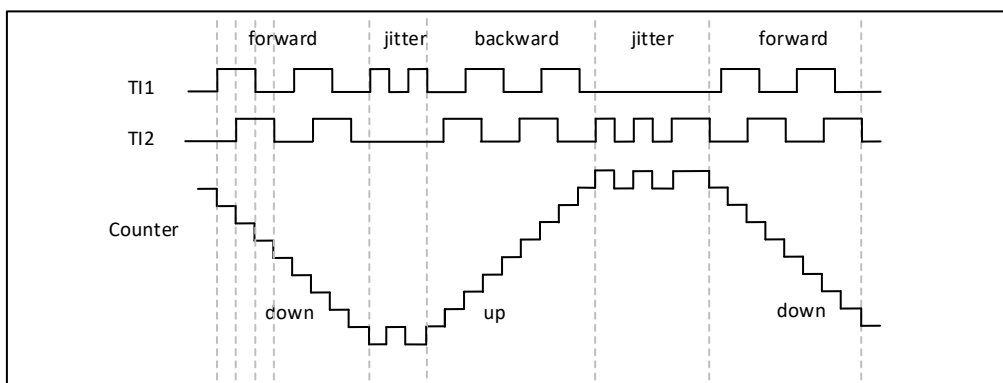 forward jitter backward jitter forward
TI1
TI2
Counter
down up down